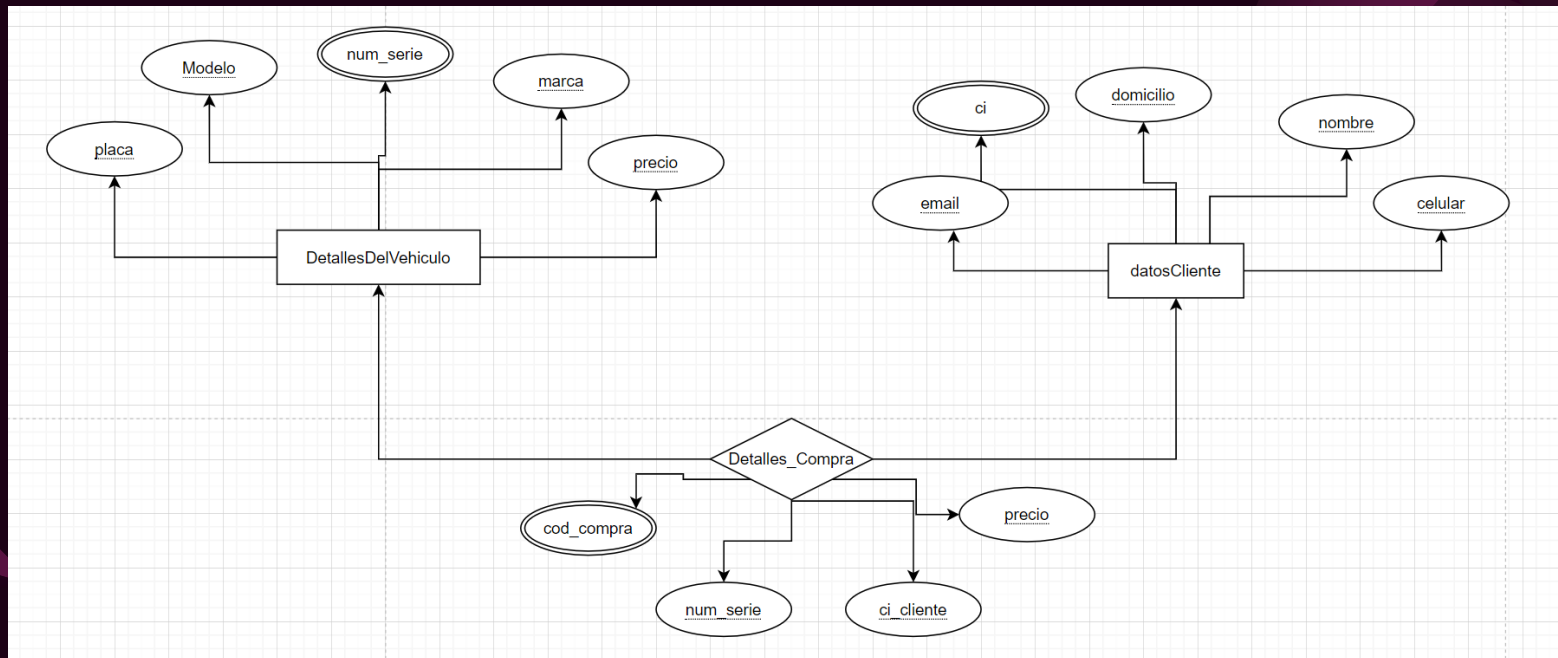 num_serie
Modelo
marca
placa
precio
DetallesDelVehiculo
domicilio
ci
nombre
email
celular
datosCliente
Detalles_Compra
cod_compra
precio
num_serie
ci_cliente